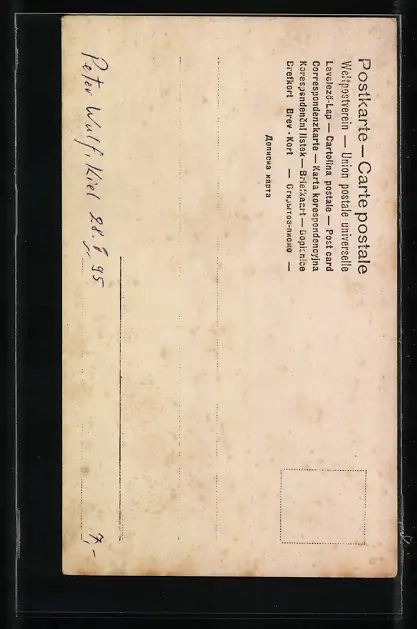 Postkarte — Carte postale
Weltpostverein — Union postale universelle
Levelező-Lap — Cartolina postale — Post card
Correspondenzkarte — Karta korespondencyjna
Korespondenční lístek — Briefkaart — Dopisnice
Brefkort Brev-Kort — Открытое-письмо —
Дописна карта
Peter Wulf, Kiel 28. I 95
7,-